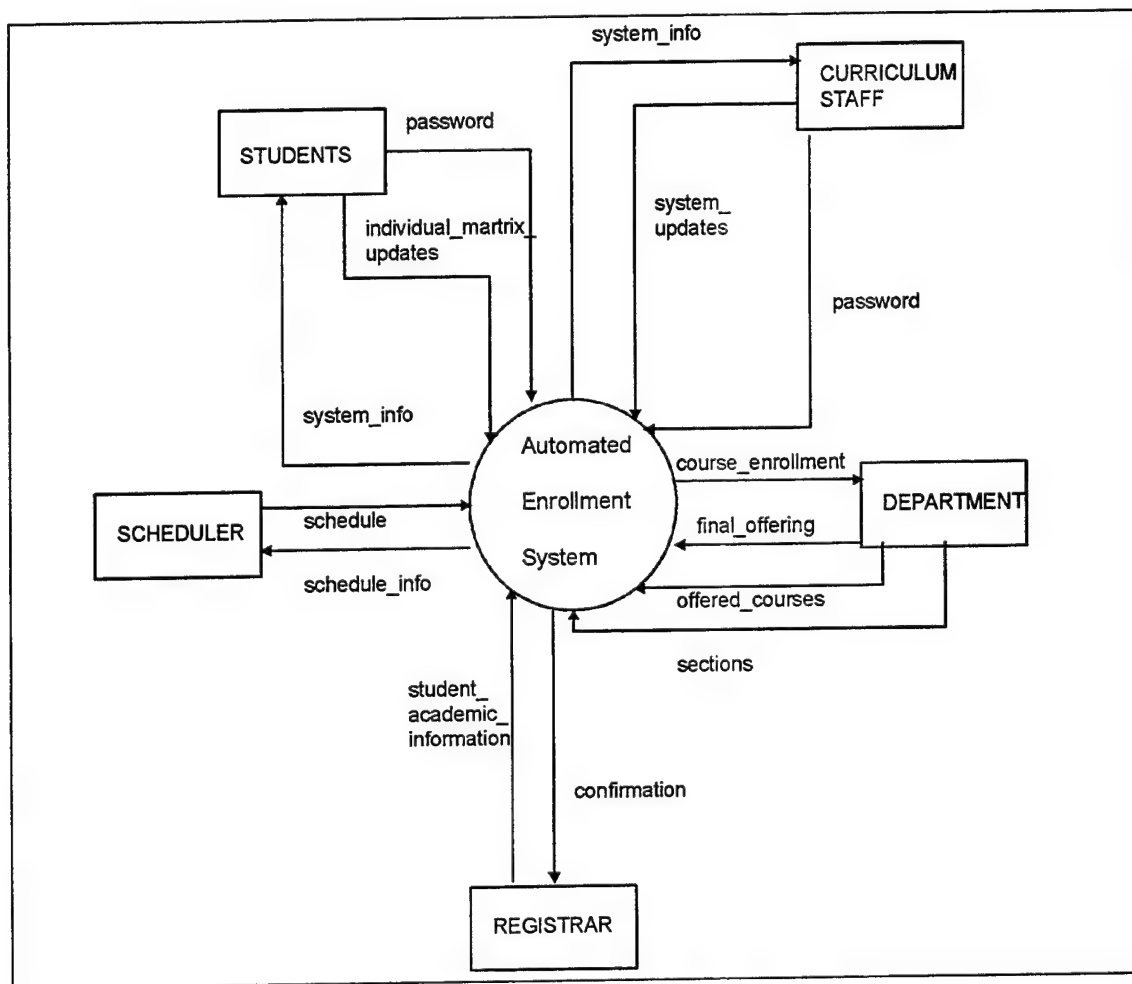 system_info
CURRICULUM
STAFF
password
STUDENTS
individual_martrix_
updates
system_
updates
password
system_info
Automated
Enrollment
System
course_enrollment
DEPARTMENT
final_offering
SCHEDULER
schedule
schedule_info
offered_courses
sections
student_
academic_
information
confirmation
REGISTRAR